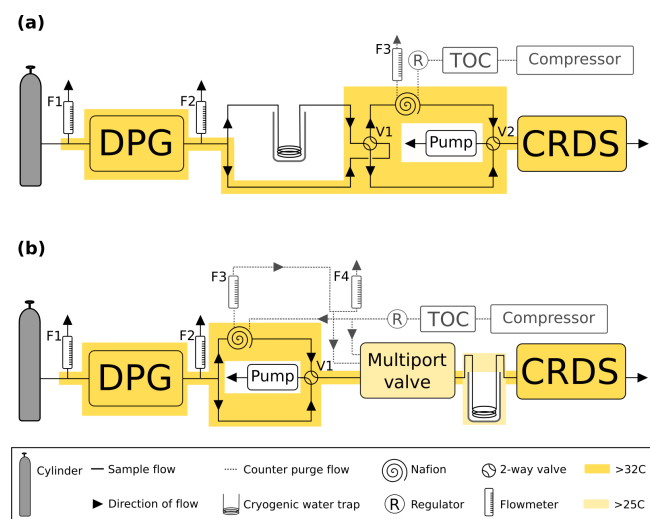 (a)
F3
R
TOC
Compressor
F1
F2
DPG
V1
V2
Pump
CRDS
(b)
F3
F4
R
TOC
Compressor
F1
F2
DPG
Pump
V1
Multiport
valve
CRDS
Cylinder
Sample flow
Counter purge flow
Nafion
2-way valve
>32C
Direction of flow
Cryogenic water trap
R
Regulator
Flowmeter
>25C